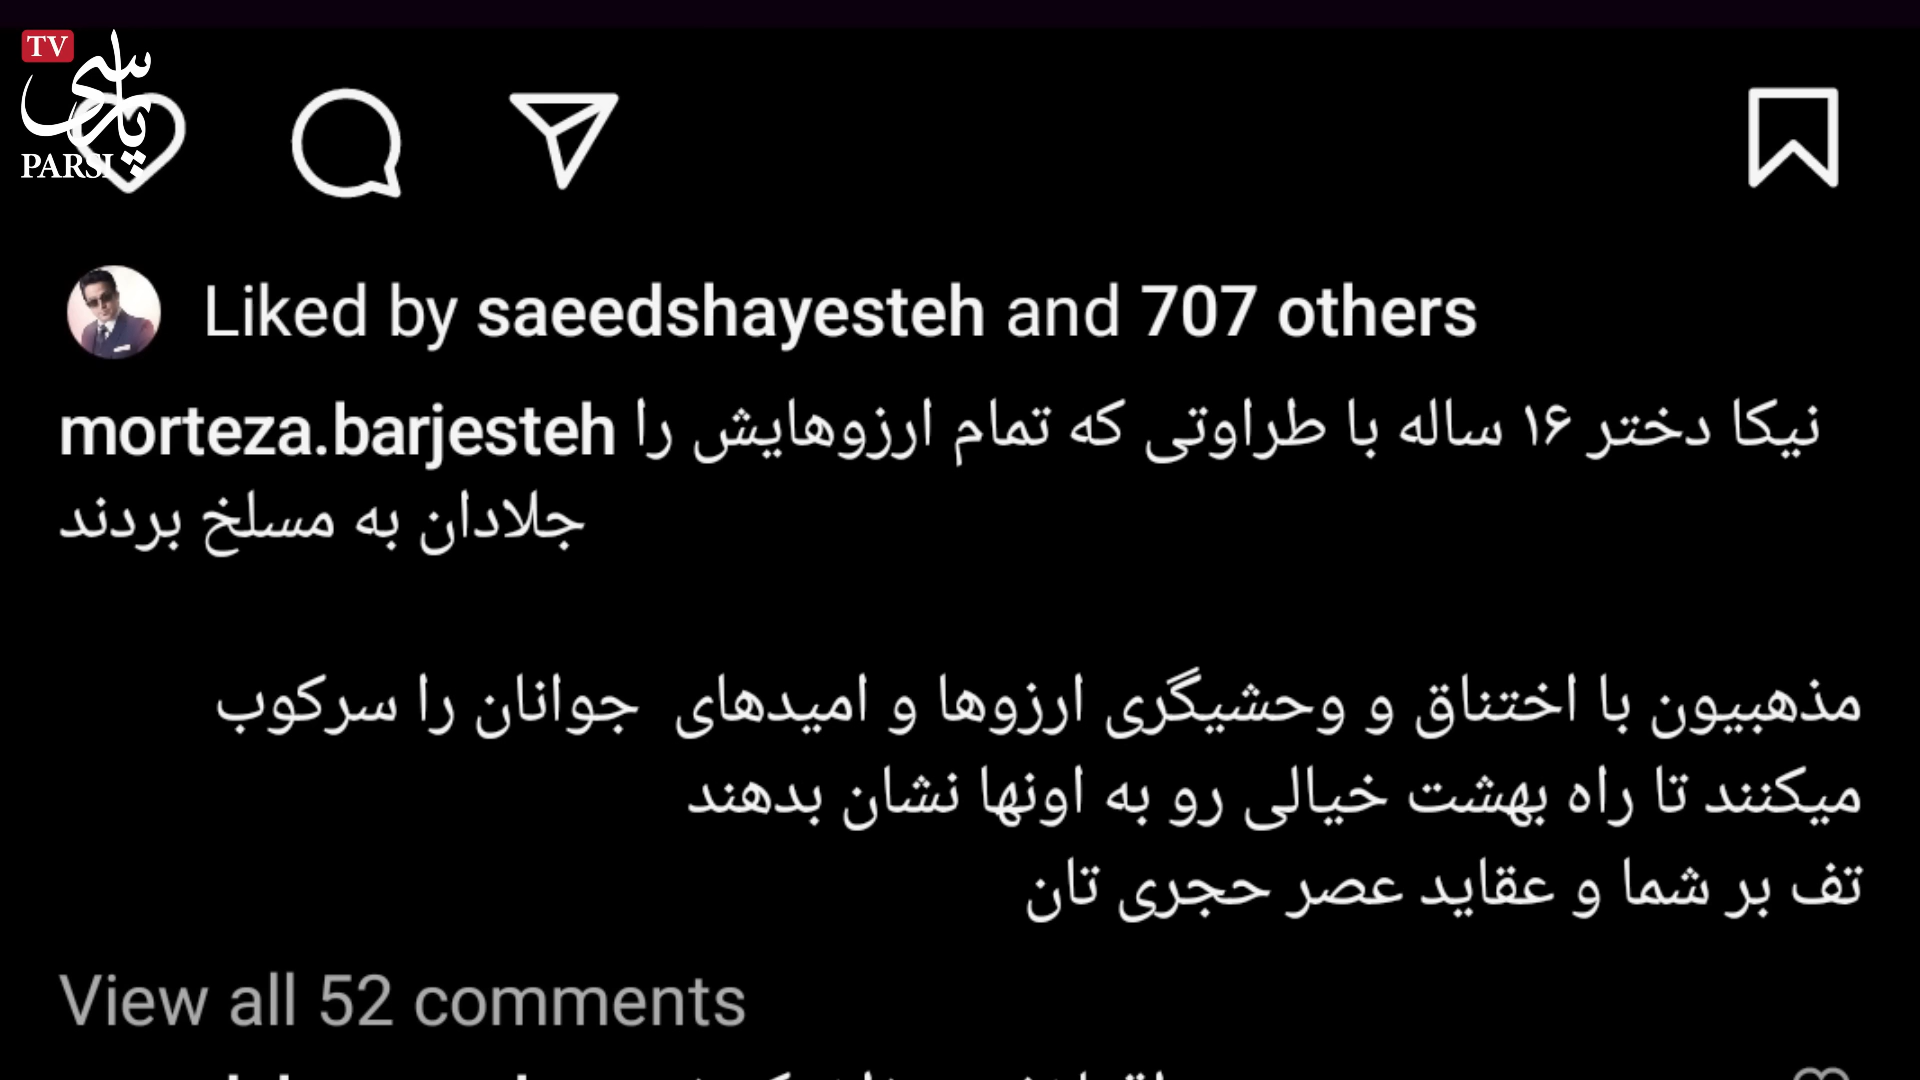 TV
پارسی
PARSI
Liked by saeedshayesteh and 707 others
morteza.barjesteh نیکا دختر ۱۶ ساله با طراوتی که تمام ارزوهایش را
جلادان به مسلخ بردند
مذهبیون با اختناق و وحشیگری ارزوها و امیدهای جوانان را سرکوب
میکنند تا راه بهشت خیالی رو به اونها نشان بدهند
تف بر شما و عقاید عصر حجری تان
View all 52 comments